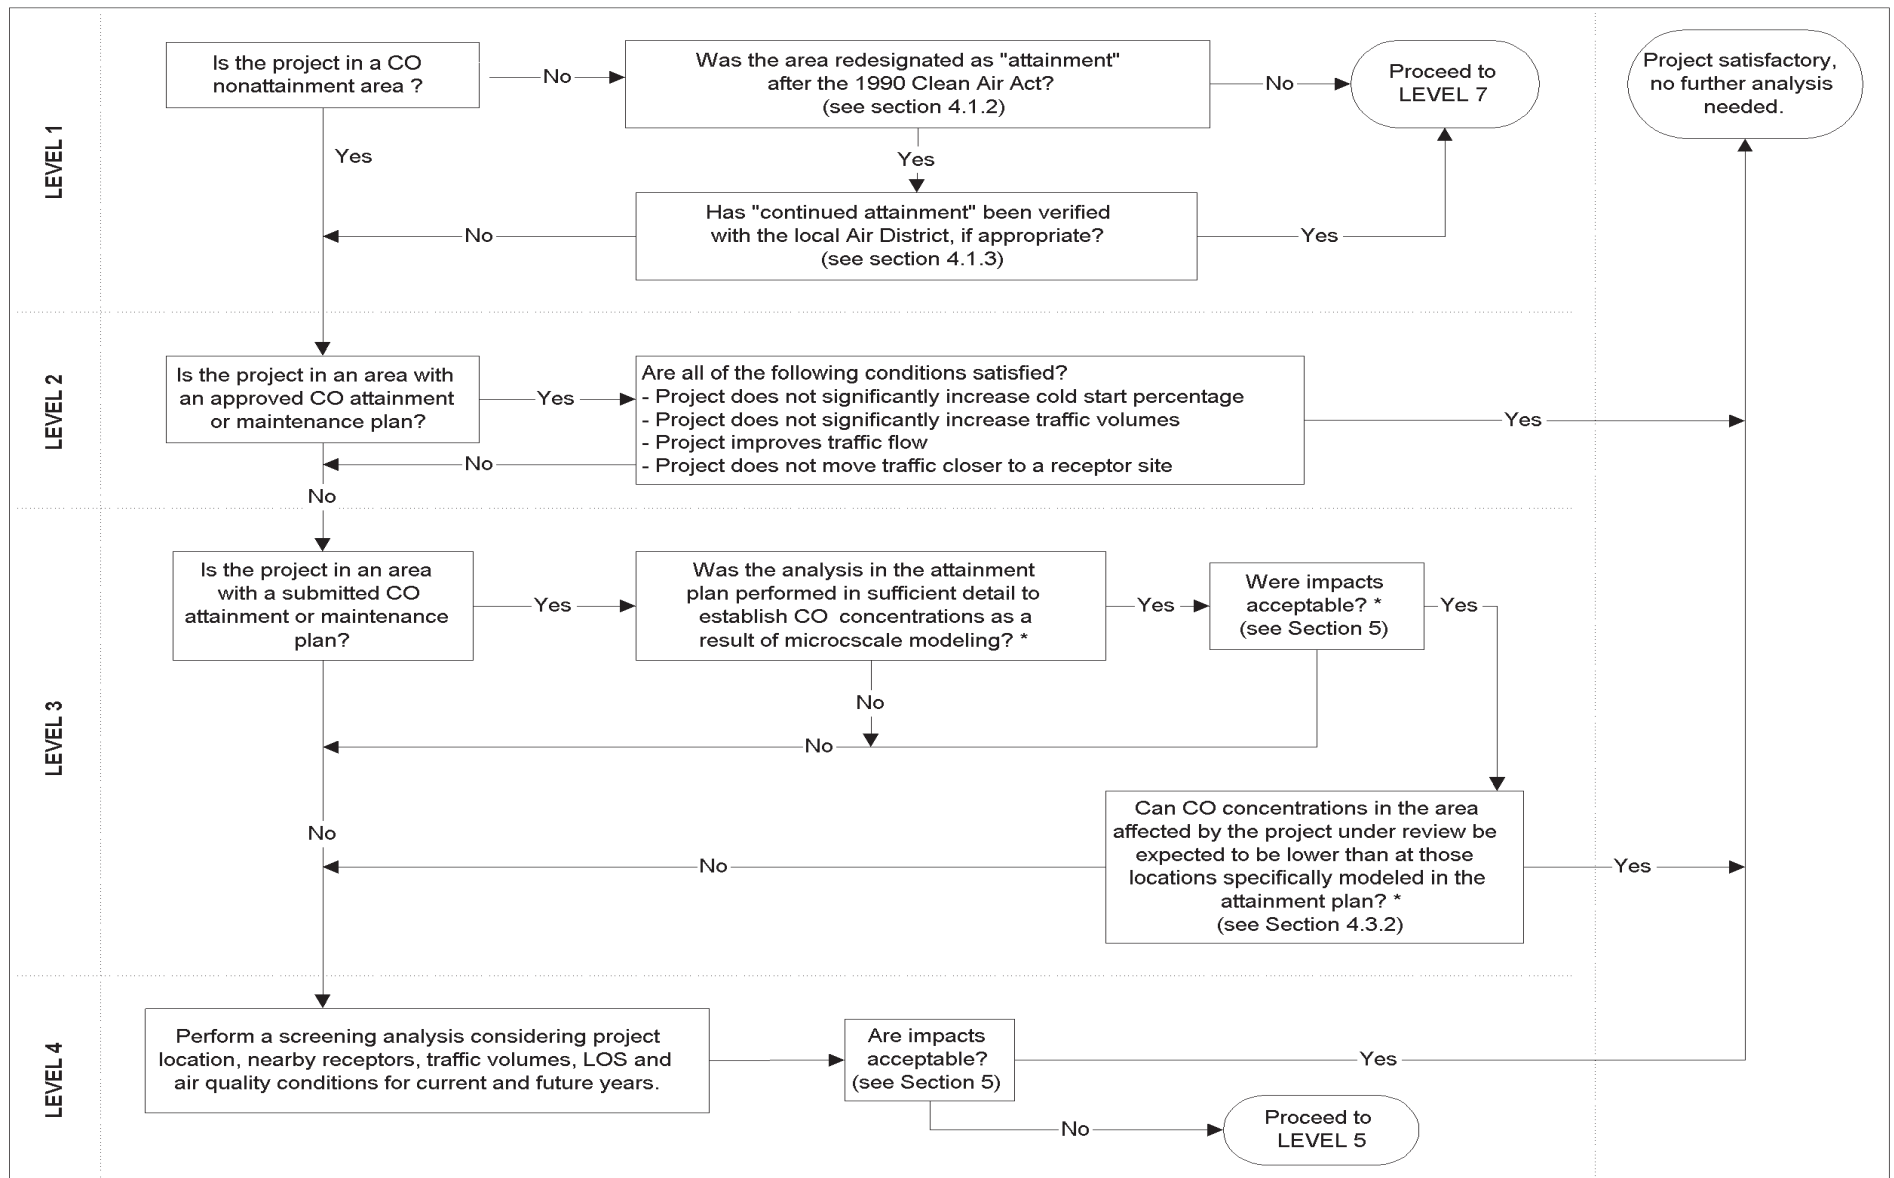 LEVEL 1
Is the project in a CO
nonattainment area ?
No
Was the area redesignated as "attainment"
after the 1990 Clean Air Act?
(see section 4.1.2)
No
Proceed to
LEVEL 7
Project satisfactory,
no further analysis
needed.
Yes
Yes
Has "continued attainment" been verified
with the local Air District, if appropriate?
(see section 4.1.3)
No
Yes
LEVEL 2
Is the project in an area with
an approved CO attainment
or maintenance plan?
Yes
Are all of the following conditions satisfied?
- Project does not significantly increase cold start percentage
- Project does not significantly increase traffic volumes
- Project improves traffic flow
- Project does not move traffic closer to a receptor site
Yes
No
No
LEVEL 3
Is the project in an area
with a submitted CO
attainment or maintenance
plan?
Yes
Was the analysis in the attainment
plan performed in sufficient detail to
establish CO concentrations as a
result of microcscale modeling? *
Yes
Were impacts
acceptable? *
(see Section 5)
Yes
No
No
No
Can CO concentrations in the area
affected by the project under review be
expected to be lower than at those
locations specifically modeled in the
attainment plan? *
(see Section 4.3.2)
No
Yes
LEVEL 4
Perform a screening analysis considering project
location, nearby receptors, traffic volumes, LOS and
air quality conditions for current and future years.
Are impacts
acceptable?
(see Section 5)
Yes
No
Proceed to
LEVEL 5